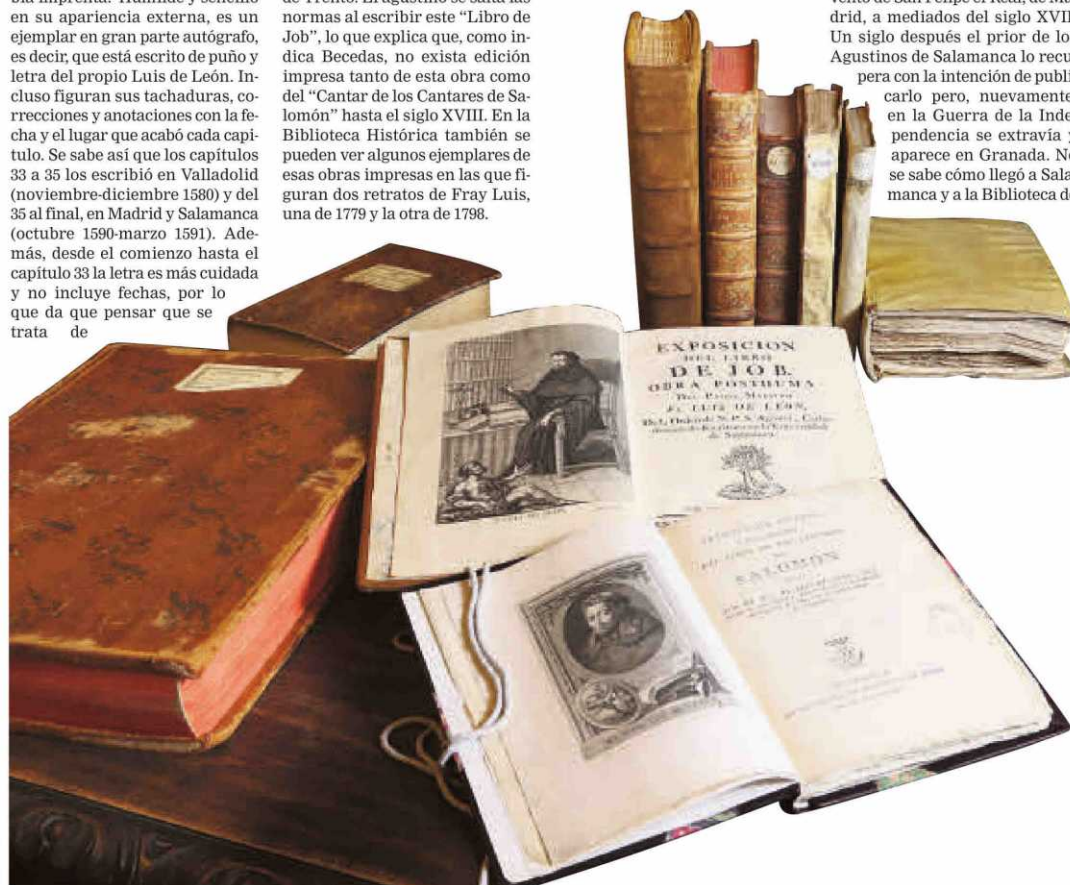 en su apariencia externa, es un
ejemplar en gran parte autógrafo,
es decir, que está escrito de puño y
letra del propio Luis de León. In-
cluso figuran sus tachaduras, co-
rrecciones y anotaciones con la fe-
cha y el lugar que acabó cada capi-
tulo. Se sabe así que los capítulos
33 a 35 los escribió en Valladolid
(noviembre-diciembre 1580) y del
35 al final, en Madrid y Salamanca
(octubre 1590-marzo 1591). Ade-
más, desde el comienzo hasta el
capítulo 33 la letra es más cuidada
y no incluye fechas, por lo
que da que pensar que se
trata de
de Trento. El agustino se salta las
normas al escribir este “Libro de
Job”, lo que explica que, como in-
dica Becedas, no exista edición
impresa tanto de esta obra como
del “Cantar de los Cantares de Sa-
lomón” hasta el siglo XVIII. En la
Biblioteca Histórica también se
pueden ver algunos ejemplares de
esas obras impresas en las que fi-
guran dos retratos de Fray Luis,
una de 1779 y la otra de 1798.
vento de San Felipe el Real, de Ma-
drid, a mediados del siglo XVII
Un siglo después el prior de lo
Agustinos de Salamanca lo recu
pera con la intención de publi
carlo pero, nuevamente
en la Guerra de la Inde
pendencia se extravía y
aparece en Granada. No
se sabe cómo llegó a Sala
manca y a la Biblioteca de
EXPOSICION
DEL LIBRO
DE JOB.
OBRA POSTHUMA
DEL PADRE MAESTRO
Fr. LUIS DE LEON,
de Salamanca.
SALOMON